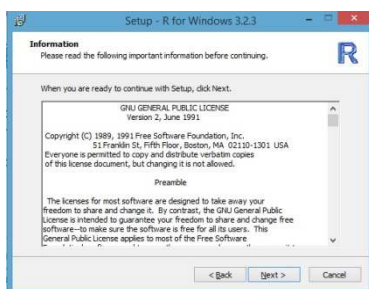 Setup - R for Windows 3.2.3
Information
Please read the following important information before continuing.
R
When you are ready to continue with Setup, click Next.
GNU GENERAL PUBLIC LICENSE
Version 2, June 1991
Copyright (C) 1989, 1991 Free Software Foundation, Inc.
51 Franklin St, Fifth Floor, Boston, MA 02110-1301 USA
Everyone is permitted to copy and distribute verbatim copies
of this license document, but changing it is not allowed.
Preamble
The licenses for most software are designed to take away your
freedom to share and change it. By contrast, the GNU General Public
License is intended to guarantee your freedom to share and change free
software--to make sure the software is free for all its users. This
General Public License applies to most of the Free Software
< Back
Next >
Cancel